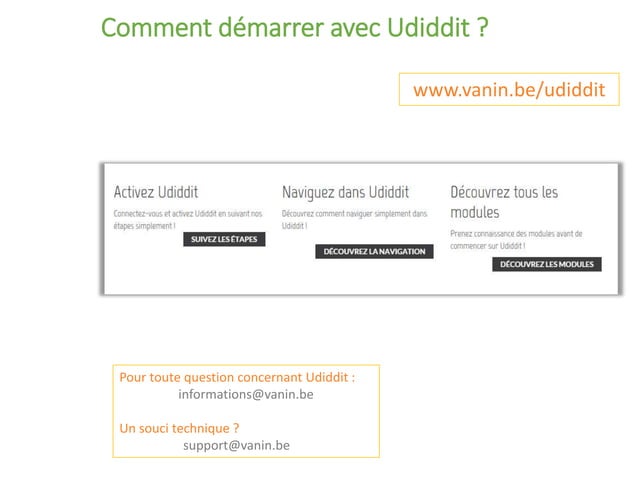 Comment démarrer avec Udiddit ?
www.vanin.be/udiddit
Activez Udiddit
Connectez-vous et activez Udiddit en suivant nos
étapes simplement !
SUIVEZ LES ÉTAPES
Naviguez dans Udiddit
Découvrez comment naviguer simplement dans
Udiddit !
DÉCOUVREZ LA NAVIGATION
Découvrez tous les
modules
Prenez connaissance des modules avant de
commencer sur Udiddit !
DÉCOUVREZ LES MODULES
Pour toute question concernant Udiddit :
informations@vanin.be
Un souci technique ?
support@vanin.be